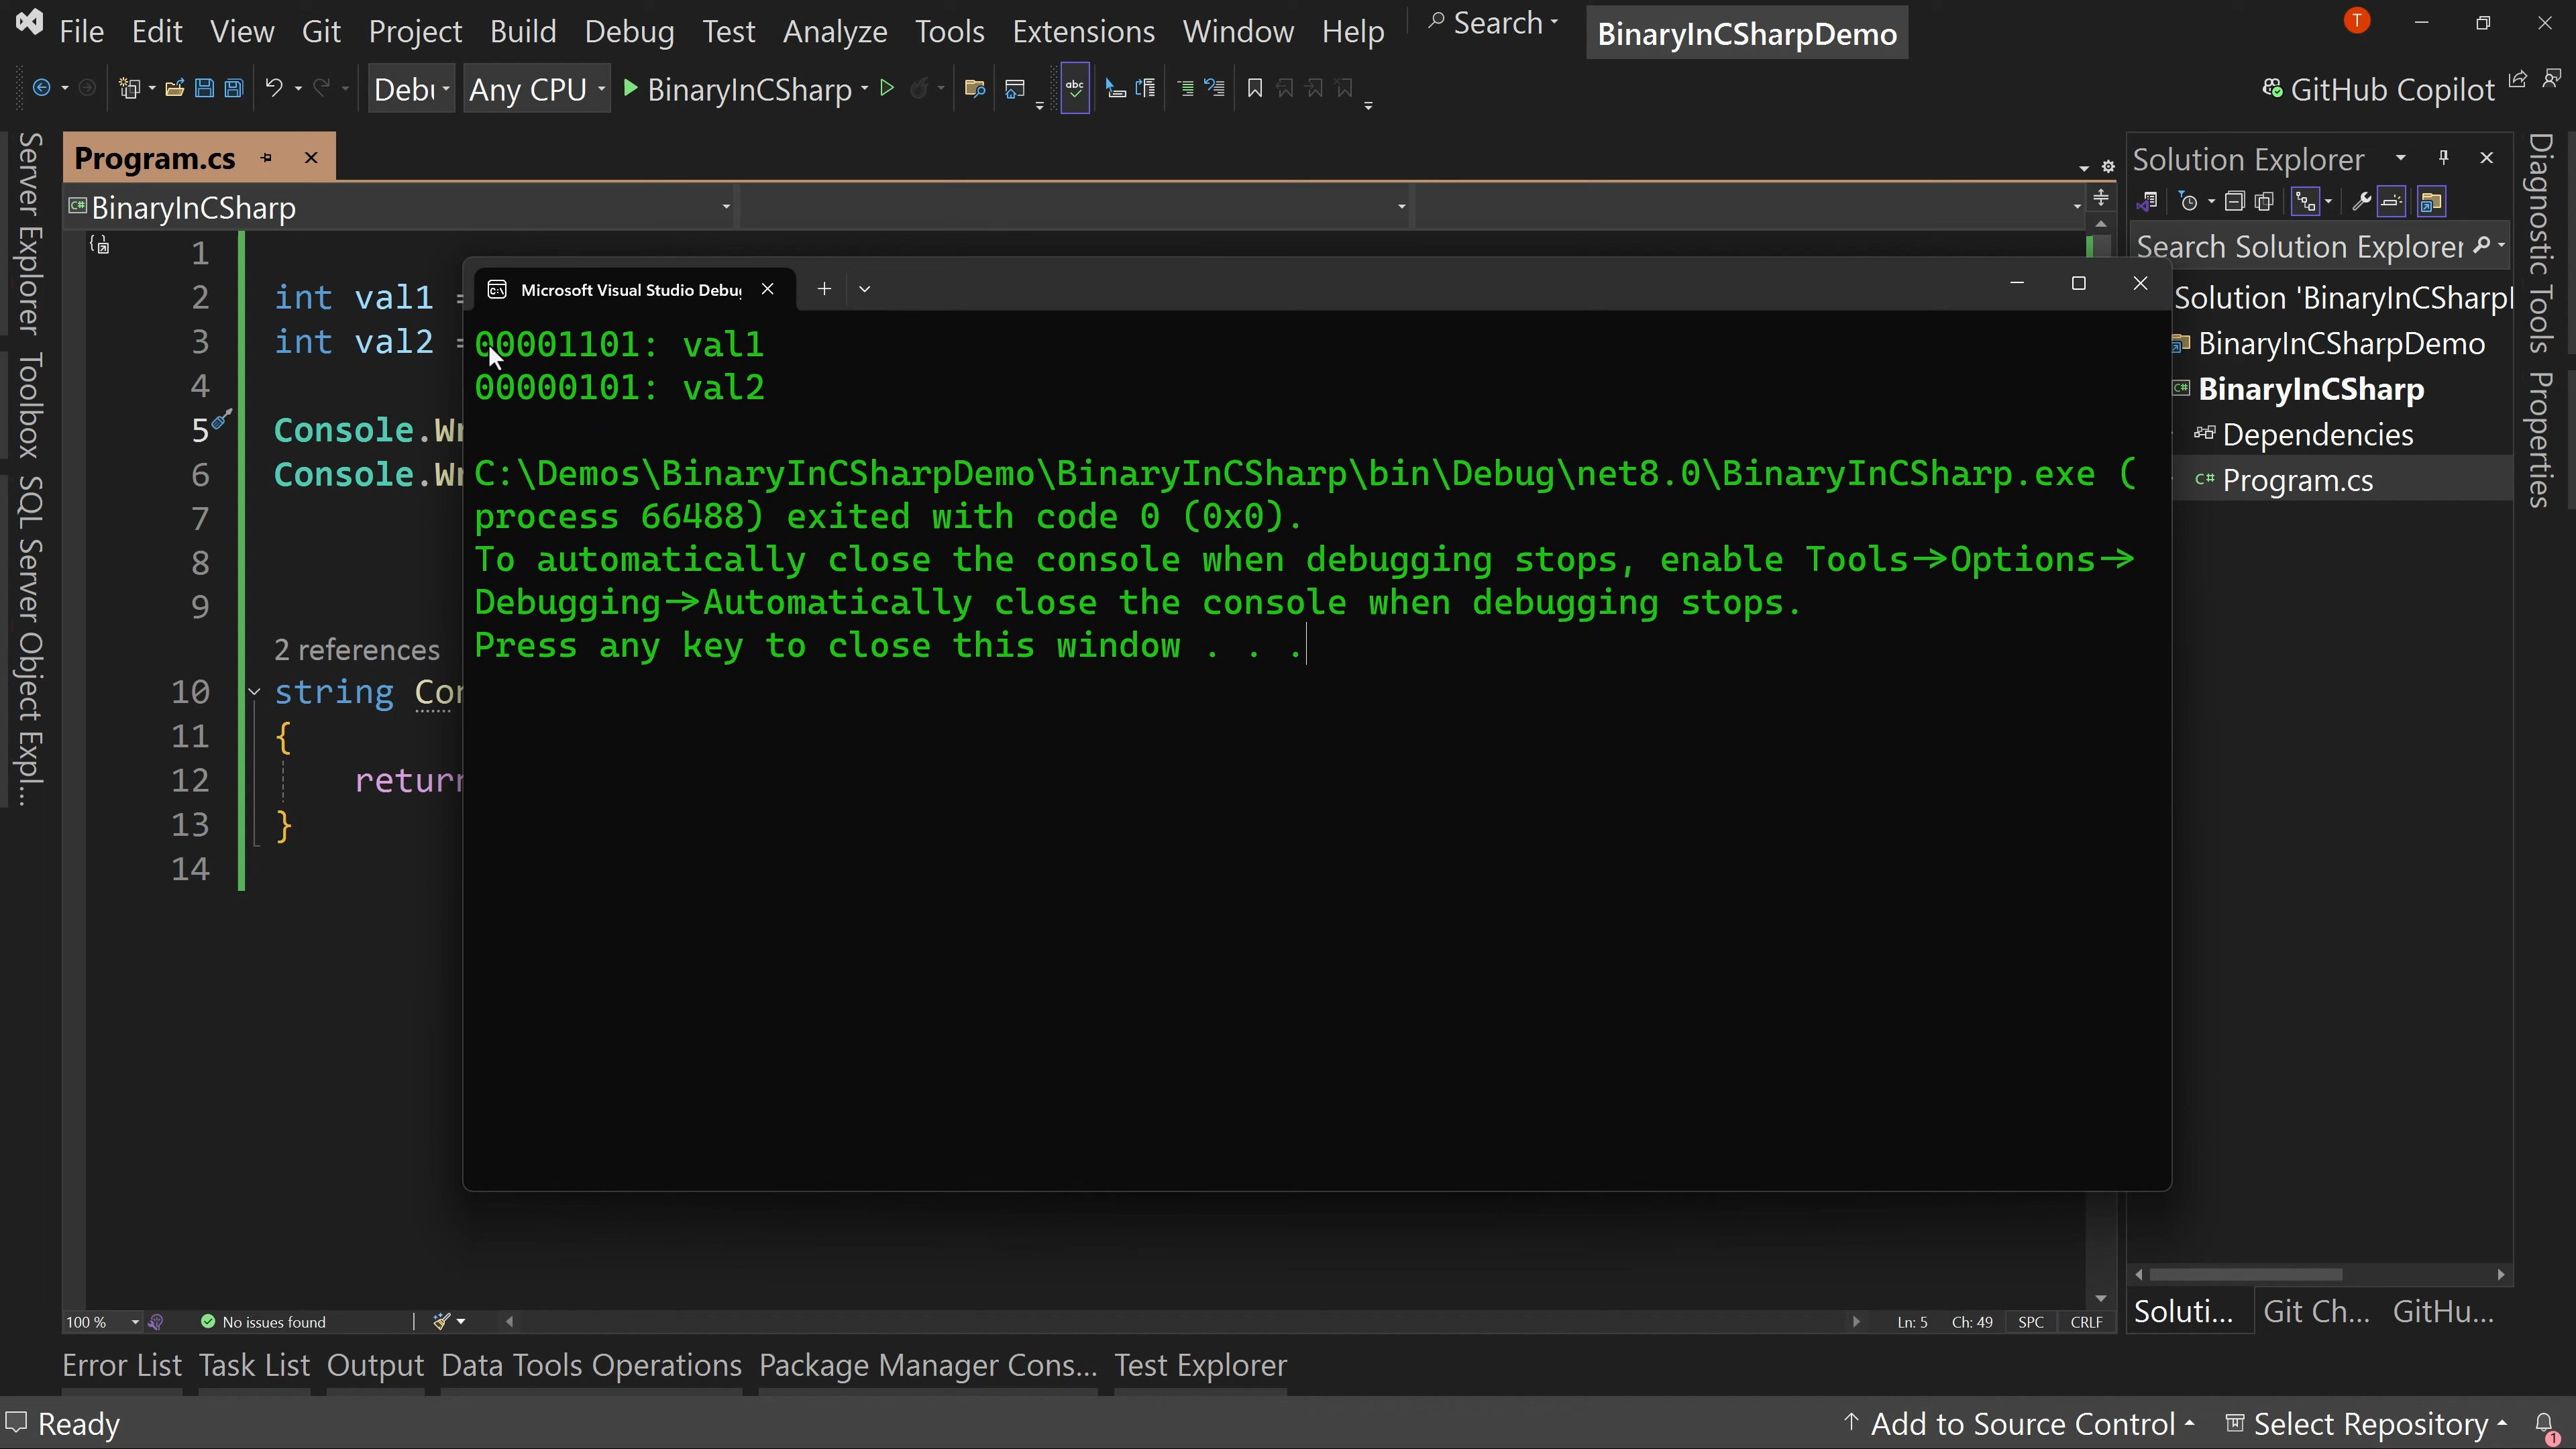 File Edit View Git Project Build Debug Test Analyze Tools Extensions Window Help Search BinaryInCSharpDemo T
Debu Any CPU BinaryInCSharp abc GitHub Copilot
Server Explorer
Toolbox
SQL Server Object Expl...
Program.cs
BinaryInCSharp
1
2 int val1 =
3 int val2 =
4
5 Console.Wr
6 Console.Wr
7
8
9
2 references
10 string Con
11 {
12 return
13 }
14
Microsoft Visual Studio Debug
00001101: val1
00000101: val2
C:\Demos\BinaryInCSharpDemo\BinaryInCSharp\bin\Debug\net8.0\BinaryInCSharp.exe (
process 66488) exited with code 0 (0x0).
To automatically close the console when debugging stops, enable Tools->Options->
Debugging->Automatically close the console when debugging stops.
Press any key to close this window . . .
Solution Explorer
Search Solution Explorer
Solution 'BinaryInCSharpI
BinaryInCSharpDemo
C# BinaryInCSharp
Dependencies
C# Program.cs
Diagnostic Tools
Properties
100 % No issues found Ln: 5 Ch: 49 SPC CRLF
Soluti... Git Ch... GitHu...
Error List Task List Output Data Tools Operations Package Manager Cons... Test Explorer
Ready Add to Source Control Select Repository 1